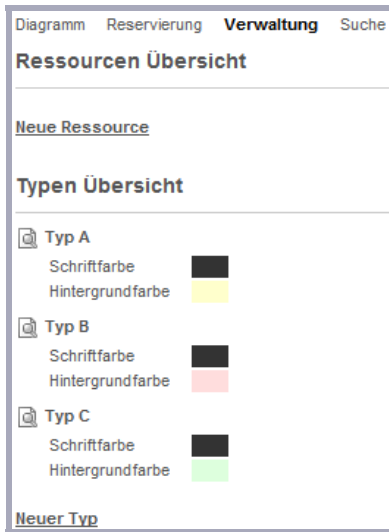 Diagramm Reservierung Verwaltung Suche
Ressourcen Übersicht
Neue Ressource
Typen Übersicht
Typ A
Schriftfarbe
Hintergrundfarbe
Typ B
Schriftfarbe
Hintergrundfarbe
Typ C
Schriftfarbe
Hintergrundfarbe
Neuer Typ